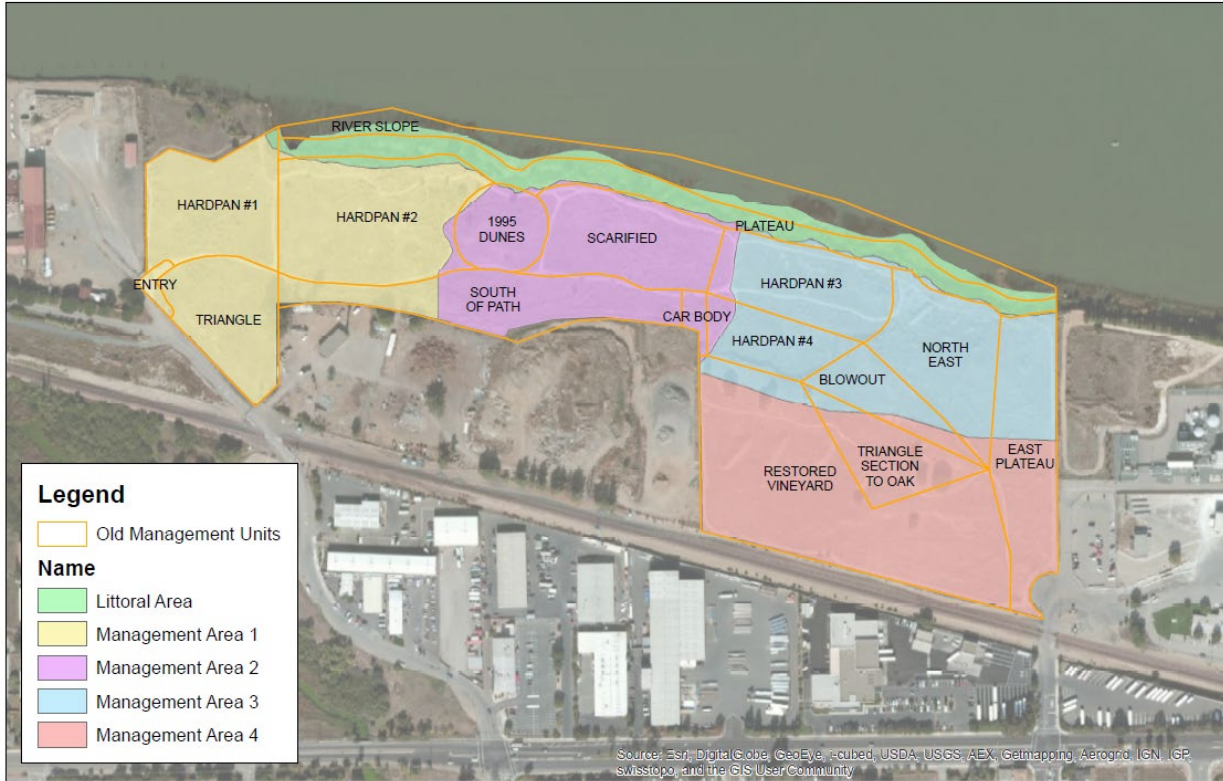 RIVER SLOPE
HARDPAN #1
HARDPAN #2
1995
DUNES
SCARIFIED
PLATEAU
ENTRY
TRIANGLE
SOUTH
OF PATH
CAR BODY
HARDPAN #3
HARDPAN #4
NORTH
EAST
BLOWOUT
RESTORED
VINEYARD
TRIANGLE
SECTION
TO OAK
EAST
PLATEAU
Legend
Old Management Units
Name
Littoral Area
Management Area 1
Management Area 2
Management Area 3
Management Area 4
Source: Esri, DigitalGlobe, GeoEye, i-cubed, USDA, USGS, AEX, Getmapping, Aerogrid, IGN, IGP,
swisstopo, and the GIS User Community